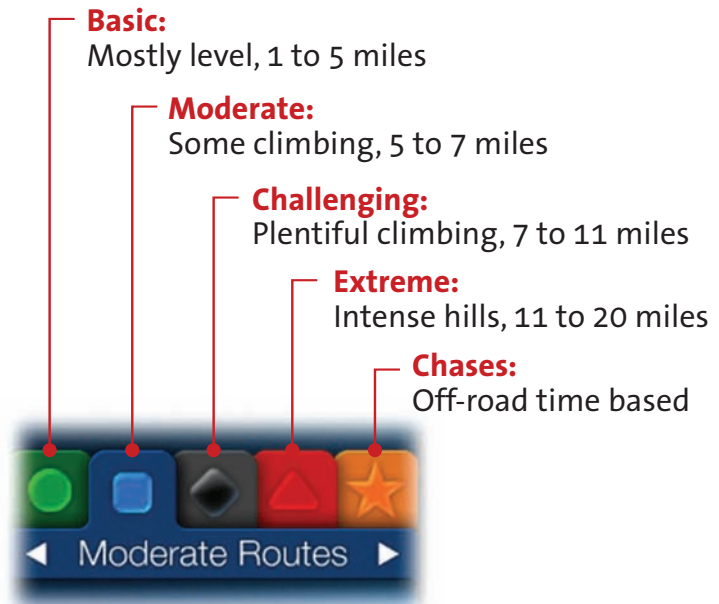 Basic:
Mostly level, 1 to 5 miles
Moderate:
Some climbing, 5 to 7 miles
Challenging:
Plentiful climbing, 7 to 11 miles
Extreme:
Intense hills, 11 to 20 miles
Chases:
Off-road time based
Moderate Routes